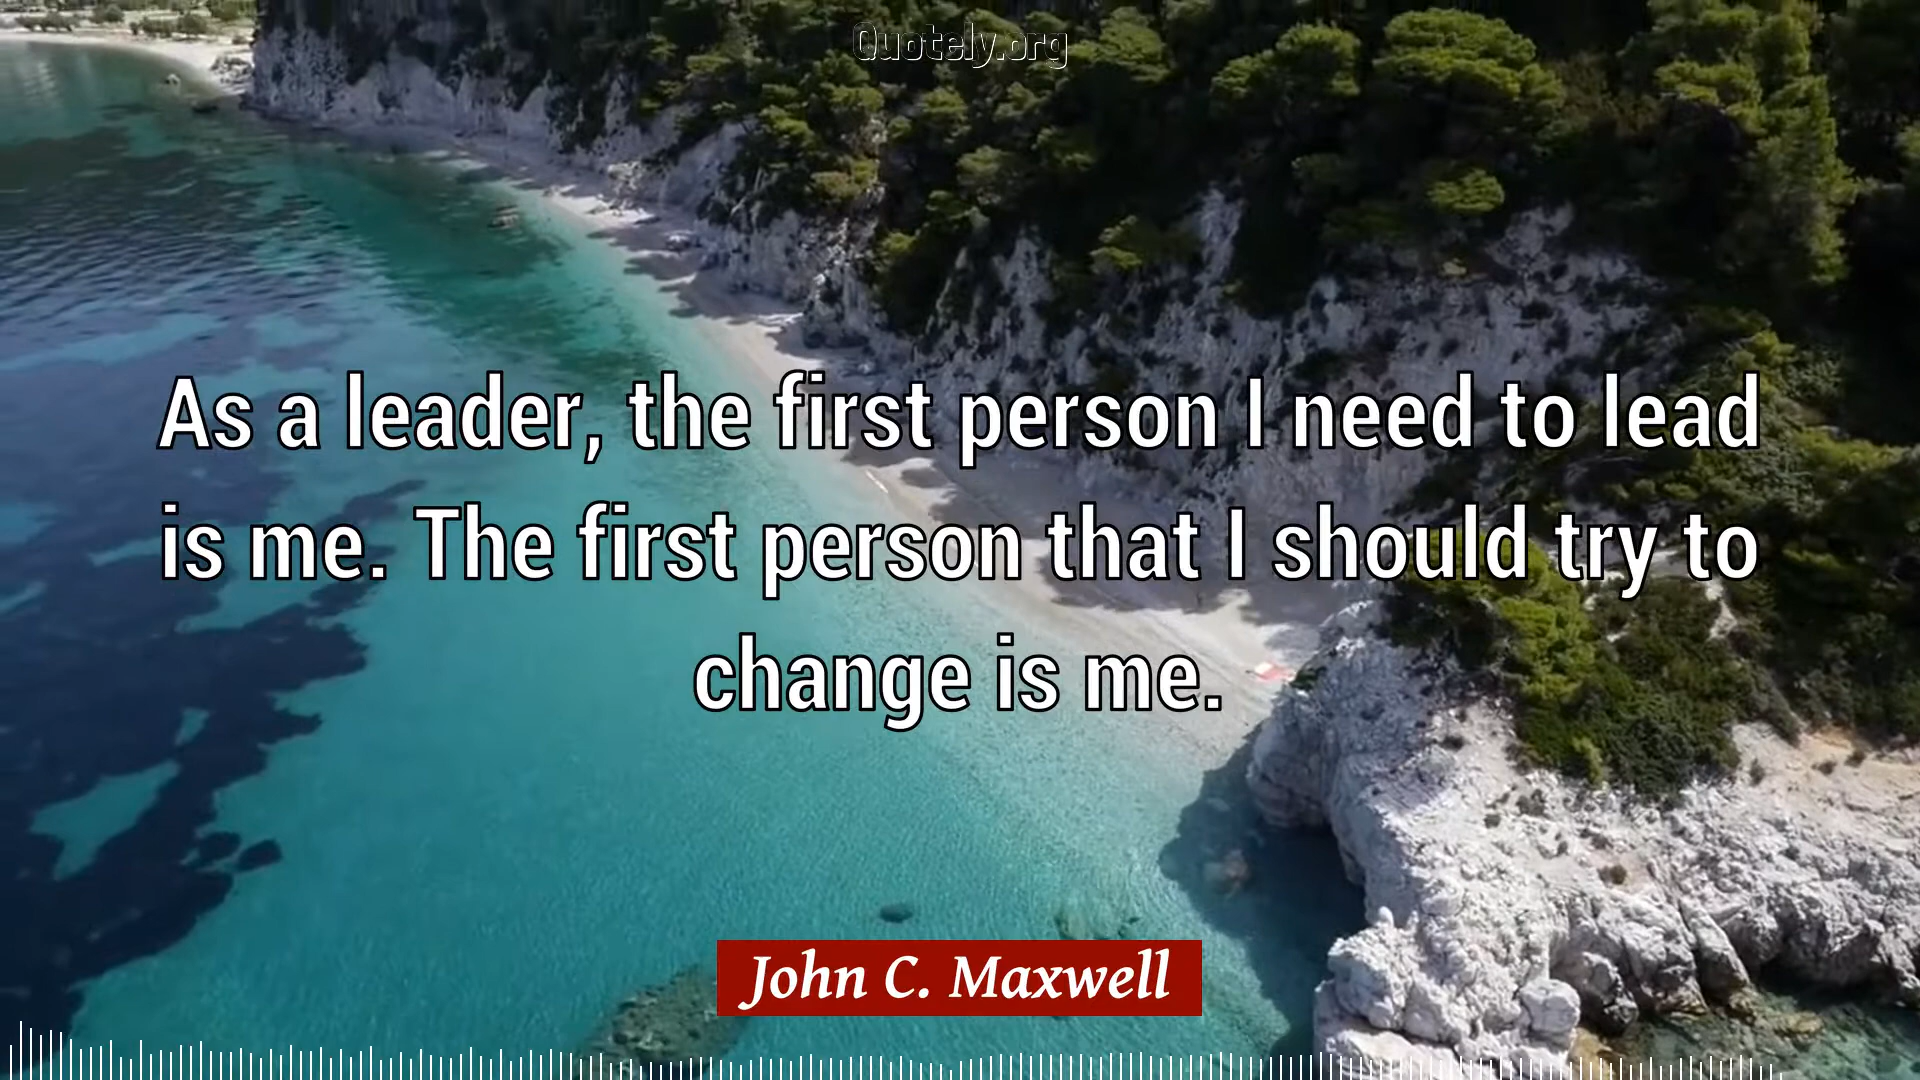 Quotely.org
As a leader, the first person I need to lead
is me. The first person that I should try to
change is me.
John C. Maxwell